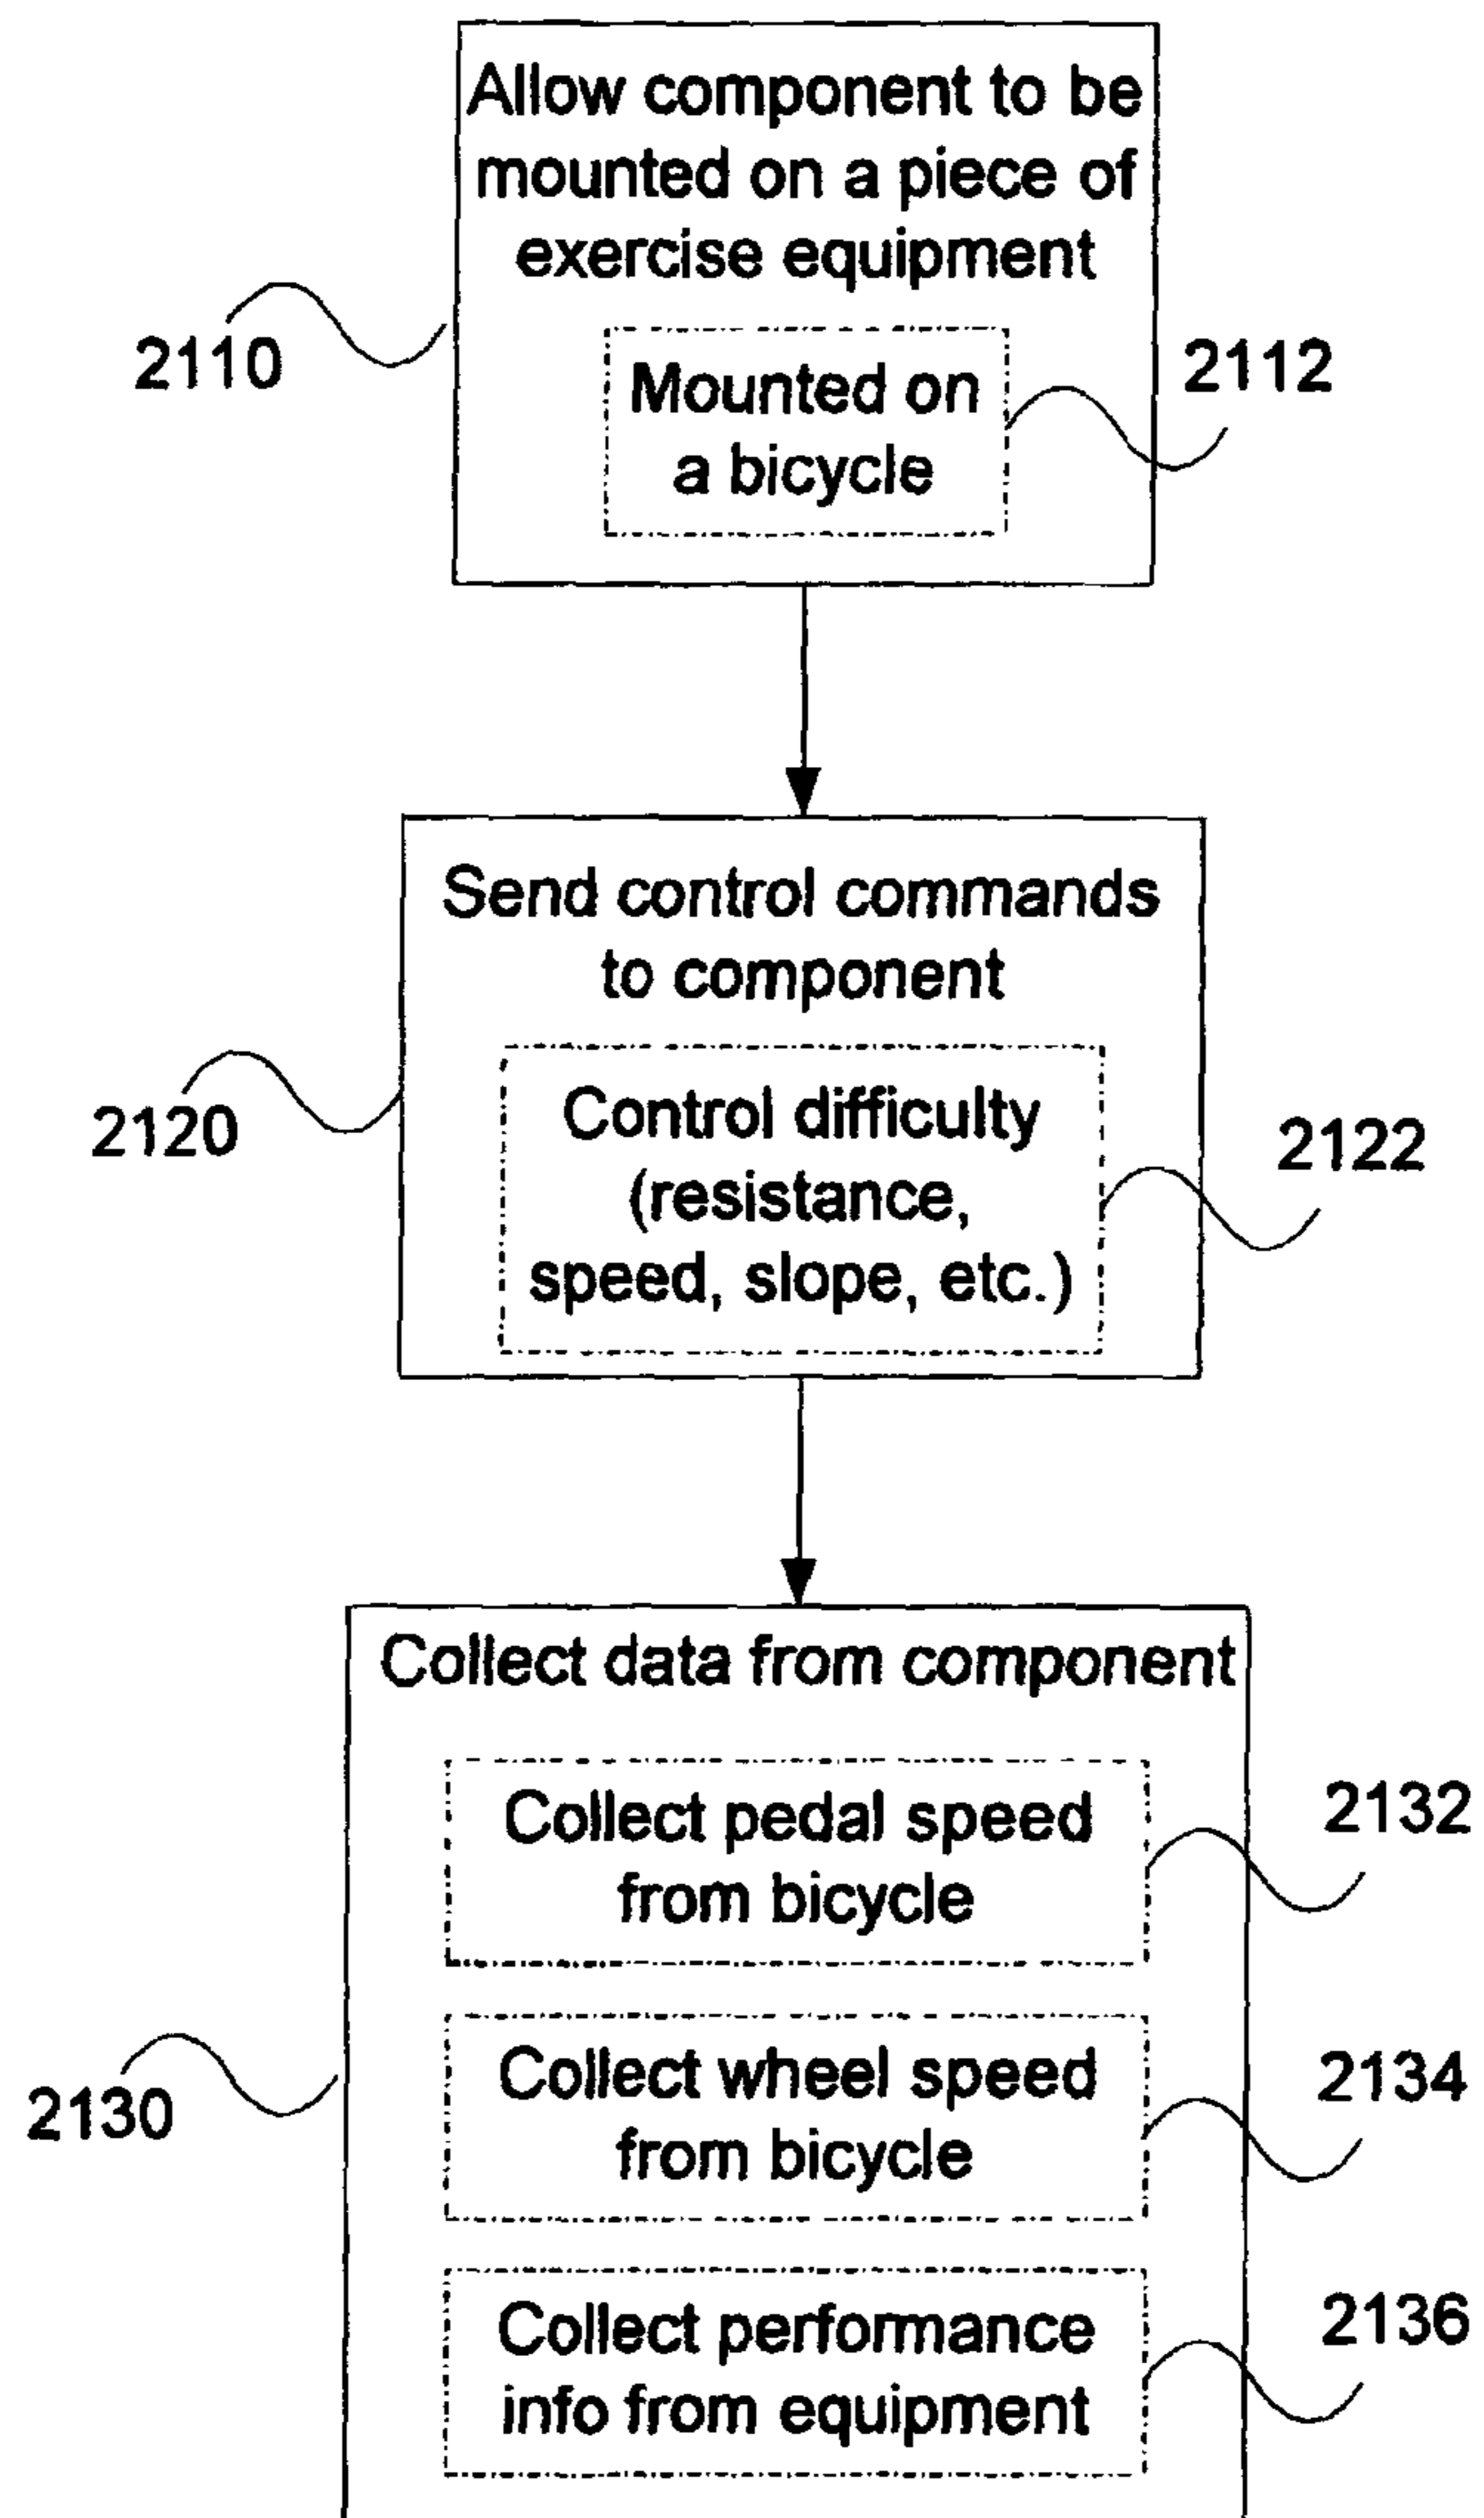 Allow component to be
mounted on a piece of
exercise equipment
2110
2112
Mounted on
a bicycle
Send control commands
to component
2120
2122
Control difficulty
(resistance,
speed, slope, etc.)
Collect data from component
2132
Collect pedal speed
from bicycle
2130
2134
Collect wheel speed
from bicycle
2136
Collect performance
info from equipment